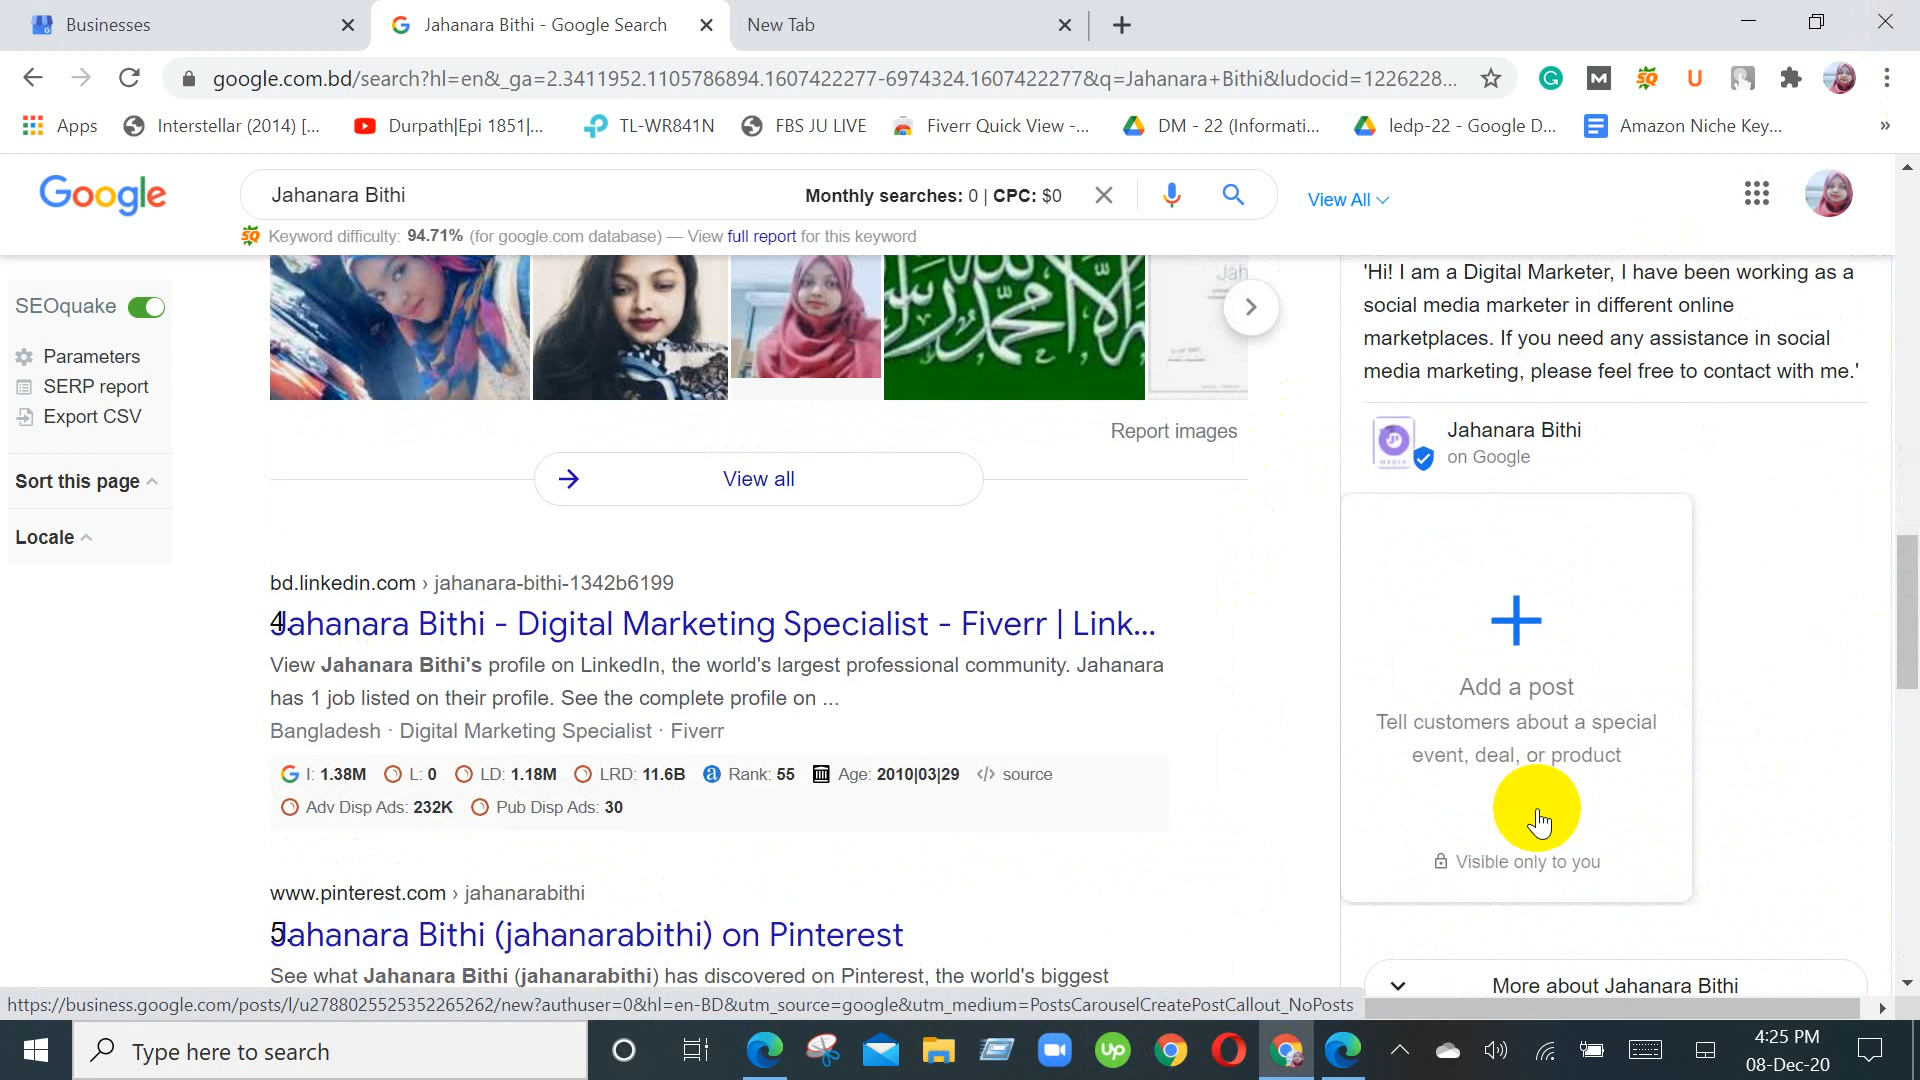 Businesses
Jahanara Bithi - Google Search
New Tab
google.com.bd/search?hl=en&_ga=2.3411952.1105786894.1607422277-6974324.1607422277&q=Jahanara+Bithi&ludocid=1226228...
Apps
Interstellar (2014) [...
Durpath|Epi 1851|...
TL-WR841N
FBS JU LIVE
Fiverr Quick View -...
DM - 22 (Informati...
ledp-22 - Google D...
Amazon Niche Key...
»
Google
Jahanara Bithi
Monthly searches: 0 | CPC: $0
View All
Keyword difficulty: 94.71% (for google.com database) — View full report for this keyword
SEOquake
Parameters
SERP report
Export CSV
Sort this page
Locale
Jah
Report images
View all
bd.linkedin.com › jahanara-bithi-1342b6199
4.
Jahanara Bithi - Digital Marketing Specialist - Fiverr | Link...
View Jahanara Bithi's profile on LinkedIn, the world's largest professional community. Jahanara
has 1 job listed on their profile. See the complete profile on ...
Bangladesh · Digital Marketing Specialist · Fiverr
I: 1.38M L: 0 LD: 1.18M LRD: 11.6B Rank: 55 Age: 2010|03|29 </> source
Adv Disp Ads: 232K Pub Disp Ads: 30
www.pinterest.com › jahanarabithi
5.
Jahanara Bithi (jahanarabithi) on Pinterest
See what Jahanara Bithi (jahanarabithi) has discovered on Pinterest, the world's biggest
'Hi! I am a Digital Marketer, I have been working as a
social media marketer in different online
marketplaces. If you need any assistance in social
media marketing, please feel free to contact with me.'
Jahanara Bithi
on Google
Add a post
Tell customers about a special
event, deal, or product
Visible only to you
More about Jahanara Bithi
https://business.google.com/posts/l/u2788025525352265262/new?authuser=0&hl=en-BD&utm_source=google&utm_medium=PostsCarouselCreatePostCallout_NoPosts
Type here to search
4:25 PM
08-Dec-20